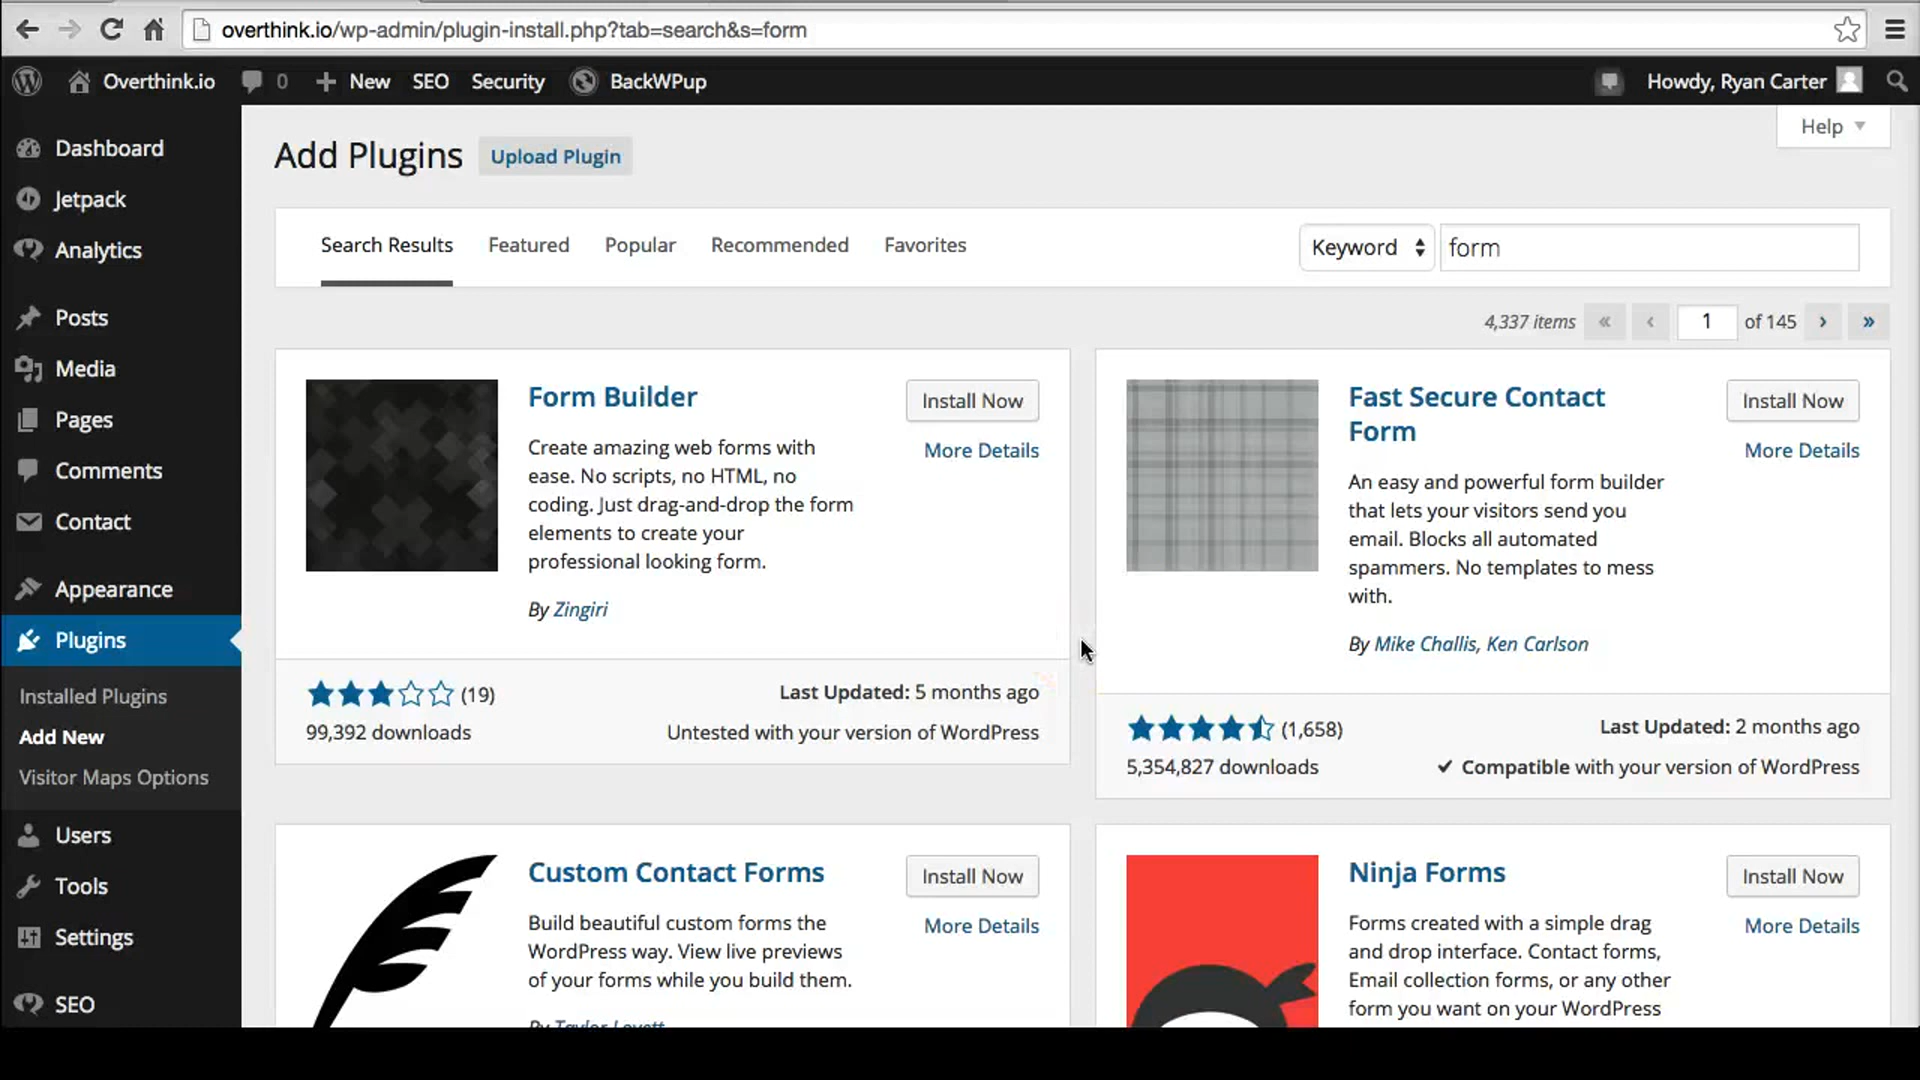 overthink.io/wp-admin/plugin-install.php?tab=search&s=form
Overthink.io 0 New SEO Security BackWPup Howdy, Ryan Carter
Help
Dashboard
Jetpack
Analytics
Posts
Media
Pages
Comments
Contact
Appearance
Plugins
Installed Plugins
Add New
Visitor Maps Options
Users
Tools
Settings
SEO
Add Plugins Upload Plugin
Search Results Featured Popular Recommended Favorites Keyword form
4,337 items « ‹ 1 of 145 › »
Form Builder
Install Now
More Details
Create amazing web forms with
ease. No scripts, no HTML, no
coding. Just drag-and-drop the form
elements to create your
professional looking form.
By Zingiri
(19)
Last Updated: 5 months ago
99,392 downloads
Untested with your version of WordPress
Fast Secure Contact
Form
Install Now
More Details
An easy and powerful form builder
that lets your visitors send you
email. Blocks all automated
spammers. No templates to mess
with.
By Mike Challis, Ken Carlson
(1,658)
Last Updated: 2 months ago
5,354,827 downloads
✔ Compatible with your version of WordPress
Custom Contact Forms
Install Now
More Details
Build beautiful custom forms the
WordPress way. View live previews
of your forms while you build them.
By Taylor Lovett
Ninja Forms
Install Now
More Details
Forms created with a simple drag
and drop interface. Contact forms,
Email collection forms, or any other
form you want on your WordPress